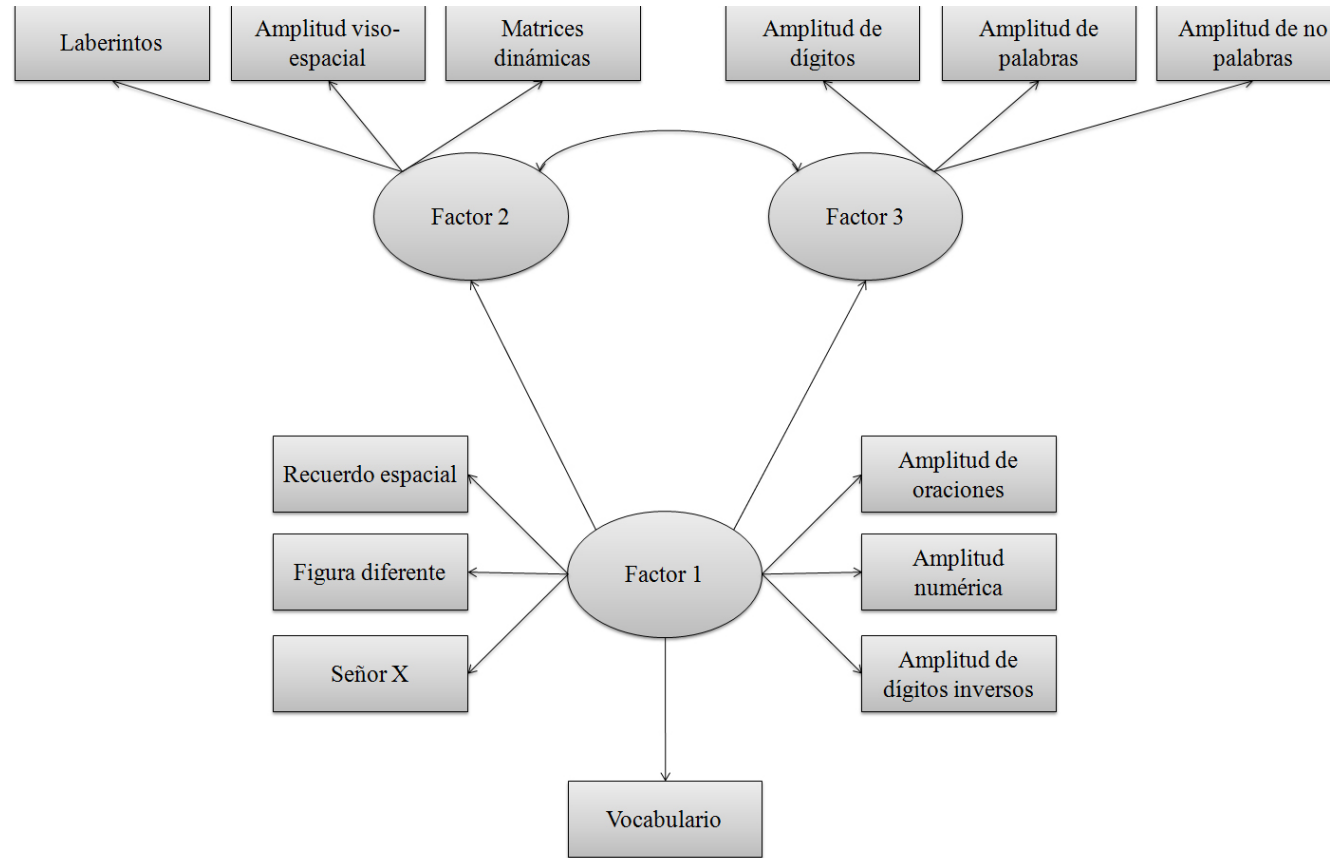 Laberintos
Amplitud viso-
espacial
Matrices
dinámicas
Amplitud de
dígitos
Amplitud de
palabras
Amplitud de no
palabras
Factor 2
Factor 3
Recuerdo espacial
Figura diferente
Señor X
Factor 1
Amplitud de
oraciones
Amplitud
numérica
Amplitud de
dígitos inversos
Vocabulario